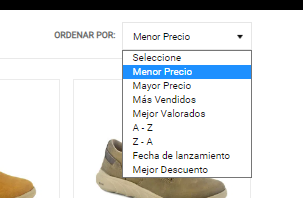 ORDENAR POR: Menor Precio
Seleccione
Menor Precio
Mayor Precio
Más Vendidos
Mejor Valorados
A - Z
Z - A
Fecha de lanzamiento
Mejor Descuento